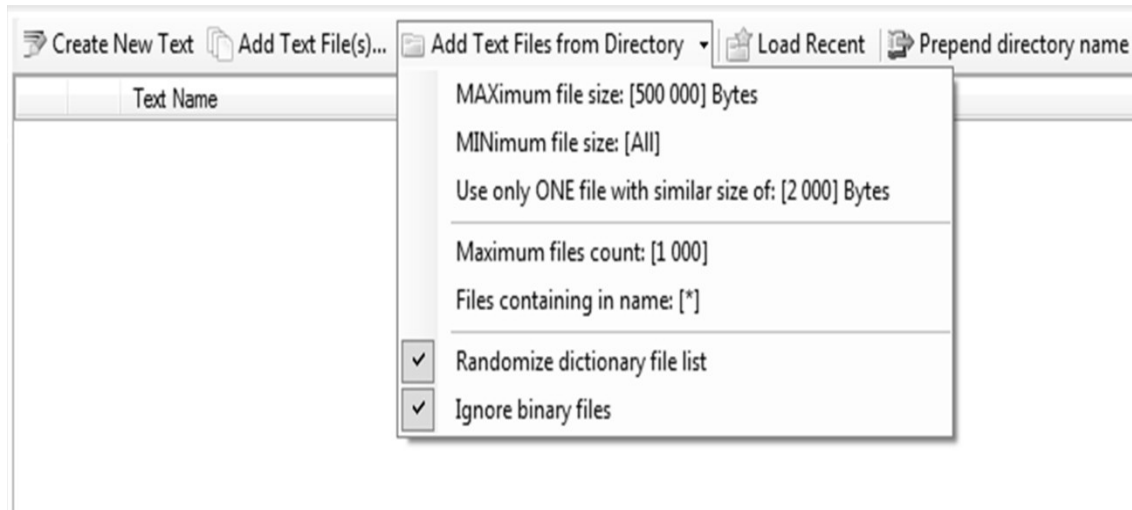 Create New Text Add Text File(s)... Add Text Files from Directory Load Recent Prepend directory name
Text Name
MAXimum file size: [500 000] Bytes
MINimum file size: [All]
Use only ONE file with similar size of: [2 000] Bytes
Maximum files count: [1 000]
Files containing in name: [*]
Randomize dictionary file list
Ignore binary files